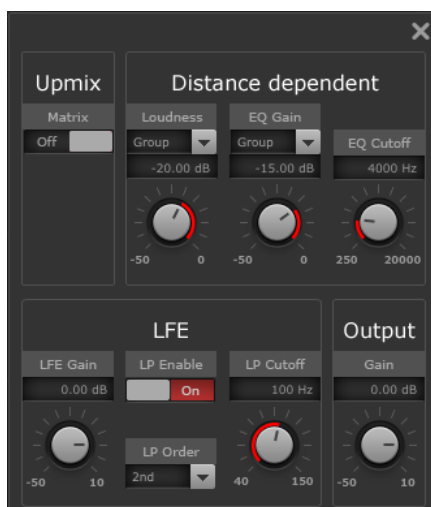 Upmix
Distance dependent
Matrix
Loudness
EQ Gain
Off
Group
Group
EQ Cutoff
-20.00 dB
-15.00 dB
4000 Hz
-50 0
-50 0
250 20000
LFE
Output
LFE Gain
LP Enable
LP Cutoff
Gain
0.00 dB
On
100 Hz
0.00 dB
LP Order
2nd
-50 10
40 150
-50 10